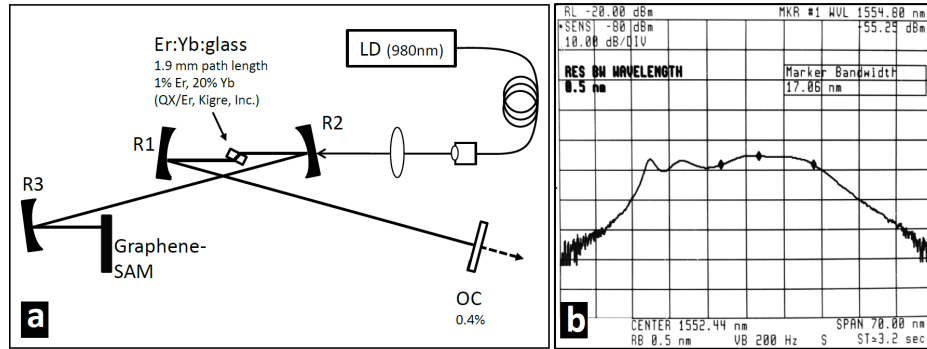 Er:Yb:glass
1.9 mm path length
1% Er, 20% Yb
(QX/Er, Kigre, Inc.)
LD (980nm)
R1
R2
R3
Graphene-
SAM
OC
0.4%
a
RL -20.00 dBm
MKR #1 WVL 1554.80 nm
SENS -80 dBm
-55.25 dBm
10.00 dB/DIV
RES BW WAVELENGTH
0.5 nm
Marker Bandwidth
17.06 nm
b
CENTER 1552.44 nm
SPAN 70.00 nm
RB 0.5 nm
VB 200 Hz
S
ST≃3.2 sec